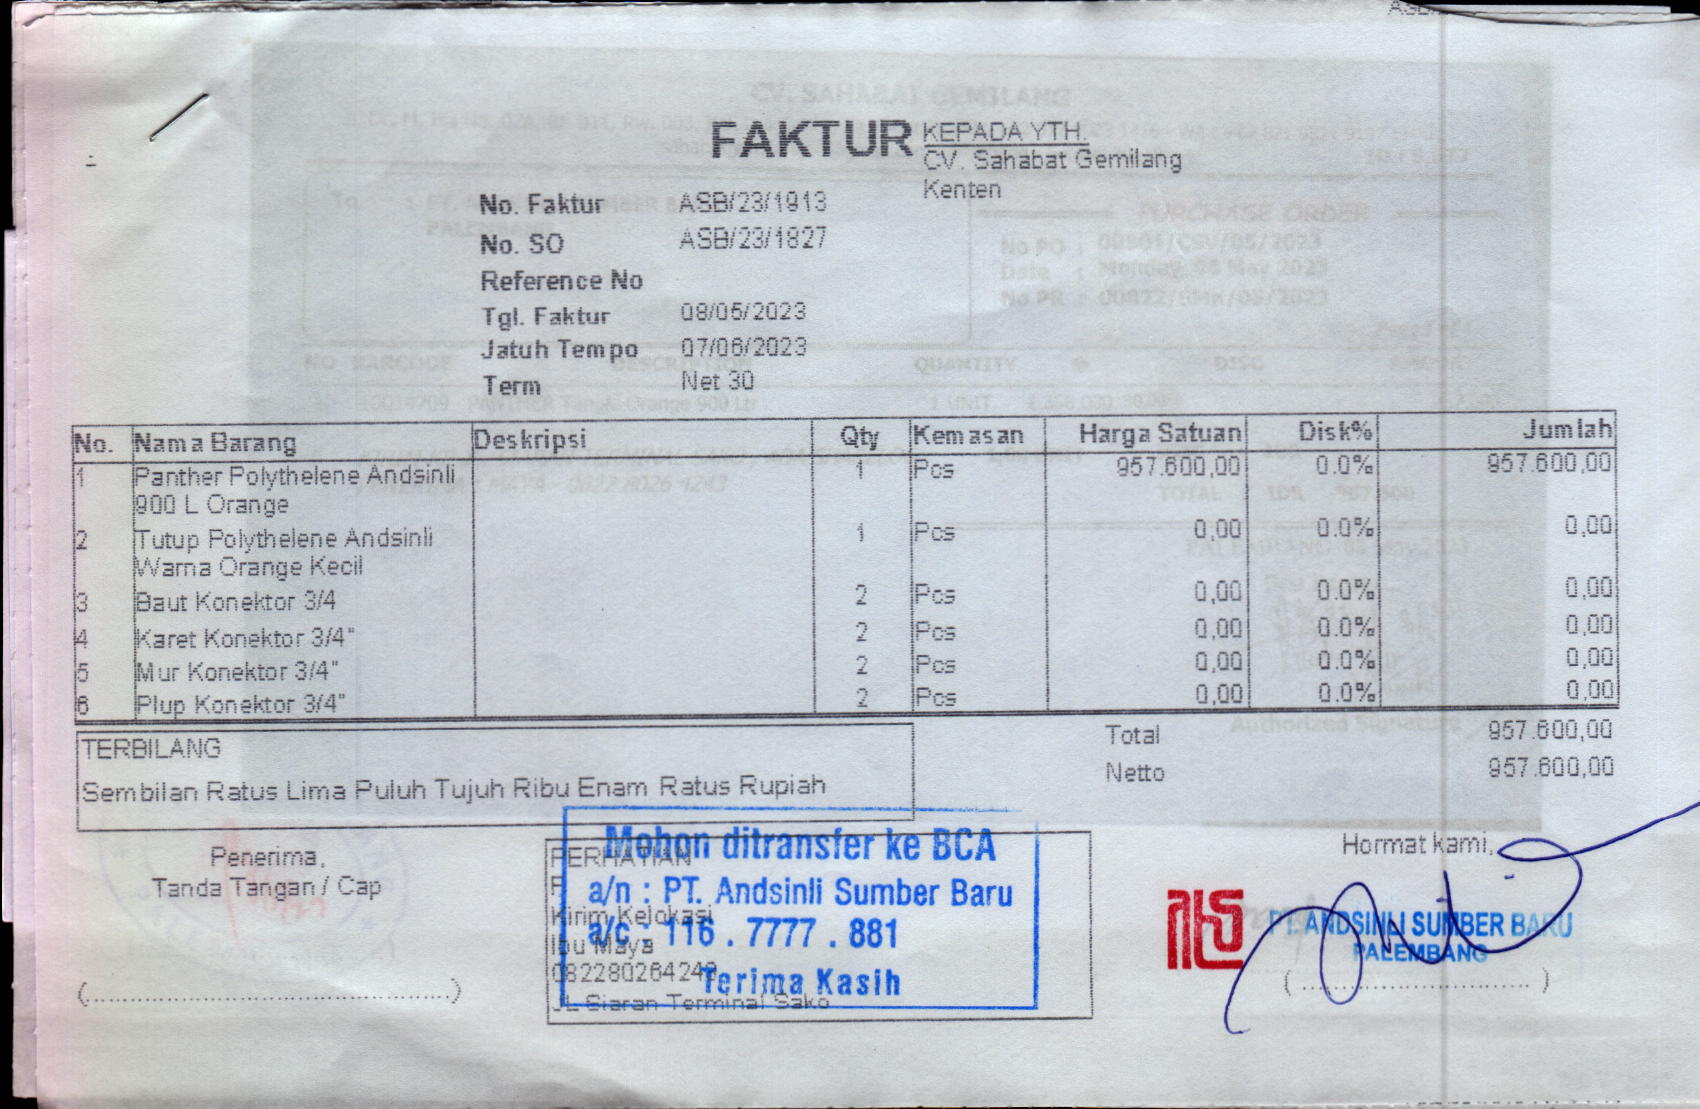 FAKTUR
KEPADA YTH.
CV. Sahabat Gemilang
Kenten
No. Faktur ASB/23/1913
No. SO ASB/23/1827
Reference No
Tgl. Faktur 08/05/2023
Jatuh Tempo 07/06/2023
Term Net 30
No. Nama Barang Deskripsi Qty Kemasan Harga Satuan Disk% Jumlah
1 Panther Polythelene Andsinli 1 Pcs 957.600,00 0.0% 957.600,00
900 L Orange
2 Tutup Polythelene Andsinli 1 Pcs 0,00 0.0% 0,00
Warna Orange Kecil
3 Baut Konektor 3/4 2 Pcs 0,00 0.0% 0,00
4 Karet Konektor 3/4" 2 Pcs 0,00 0.0% 0,00
5 Mur Konektor 3/4" 2 Pcs 0,00 0.0% 0,00
6 Plup Konektor 3/4" 2 Pcs 0,00 0.0% 0,00
Total 957.600,00
Netto 957.600,00
TERBILANG
Sembilan Ratus Lima Puluh Tujuh Ribu Enam Ratus Rupiah
Penerima,
Tanda Tangan / Cap
PERHATIAN
Kirim Kelokasi
Ibu Maya
JL Siaran Terminal Sako
Mohon ditransfer ke BCA
a/n : PT. Andsinli Sumber Baru
a/c : 116 . 7777 . 881
Terima Kasih
Hormat kami,
PT. ANDSINLI SUMBER BARU
PALEMBANG